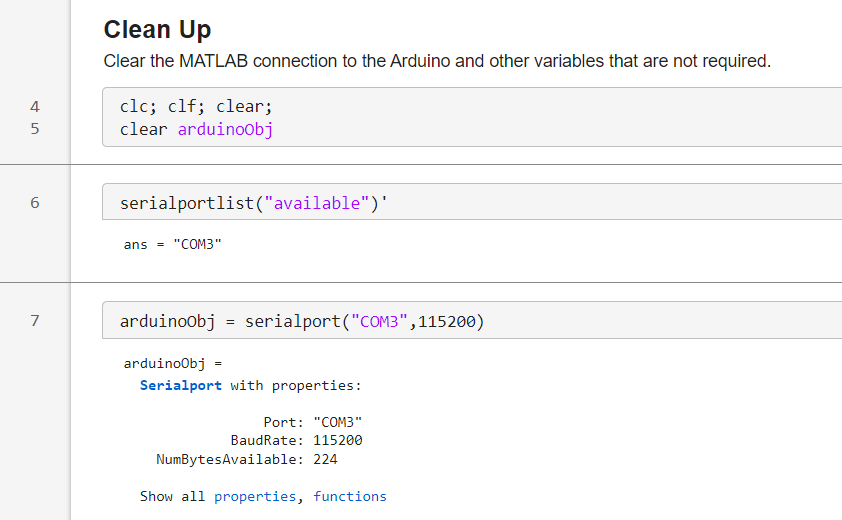 Clean Up
Clear the MATLAB connection to the Arduino and other variables that are not required.
4 clc; clf; clear;
5 clear arduinoObj
6 serialportlist("available")'
ans = "COM3"
7 arduinoObj = serialport("COM3",115200)
arduinoObj =
Serialport with properties:
Port: "COM3"
BaudRate: 115200
NumBytesAvailable: 224
Show all properties, functions